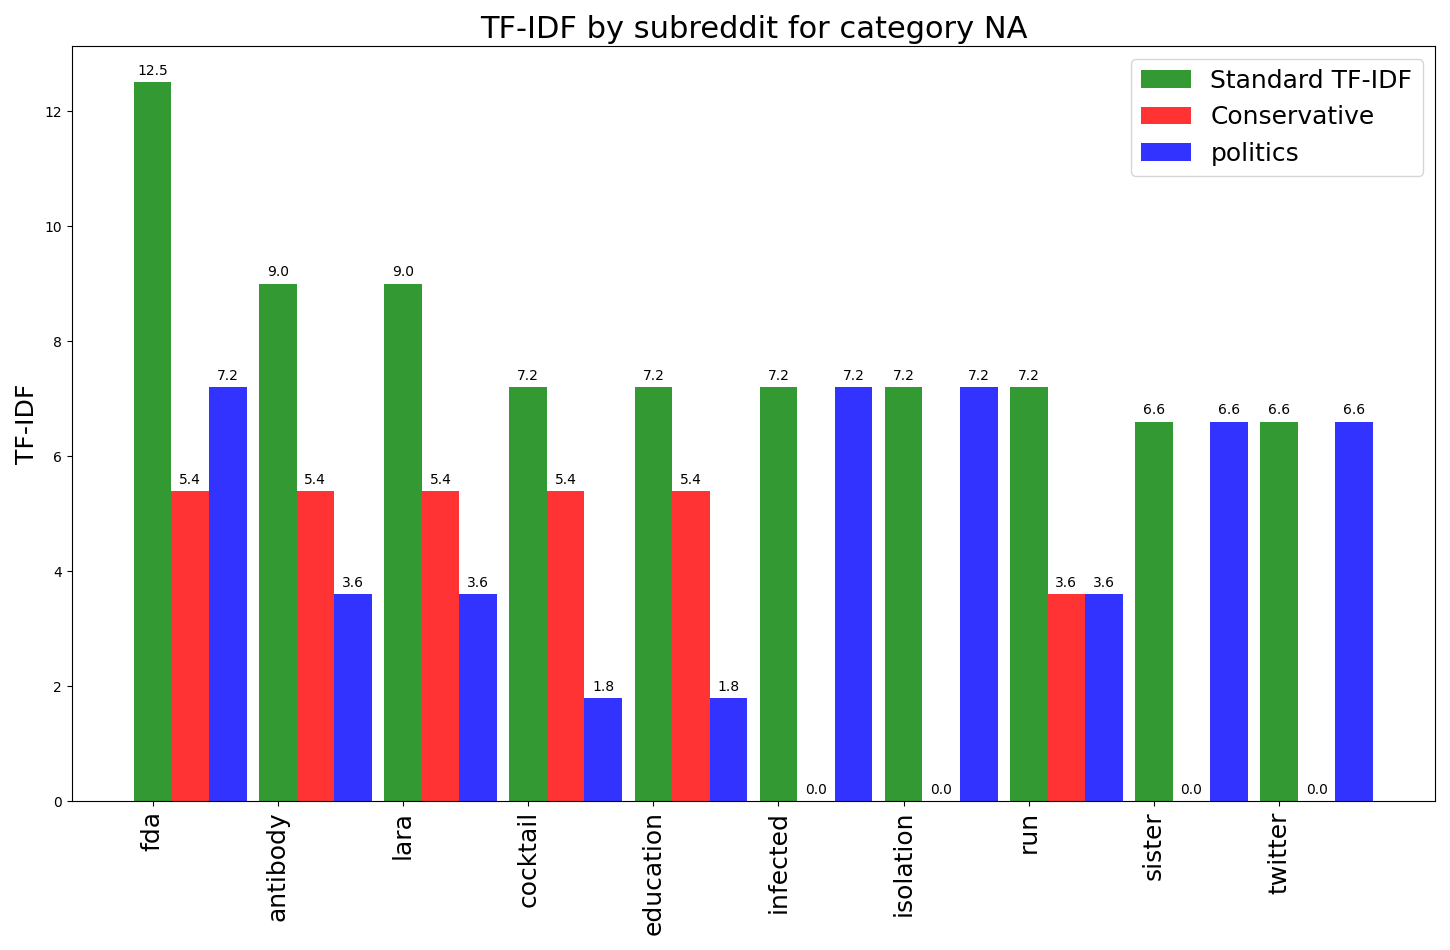 TF-IDF by subreddit for category NA
Standard TF-IDF
Conservative
politics
TF-IDF
12
10
8
6
4
2
0
12.5
5.4
7.2
9.0
5.4
3.6
9.0
5.4
3.6
7.2
5.4
1.8
7.2
5.4
1.8
7.2
0.0
7.2
7.2
0.0
7.2
7.2
3.6
3.6
6.6
0.0
6.6
6.6
0.0
6.6
fda
antibody
lara
cocktail
education
infected
isolation
run
sister
twitter